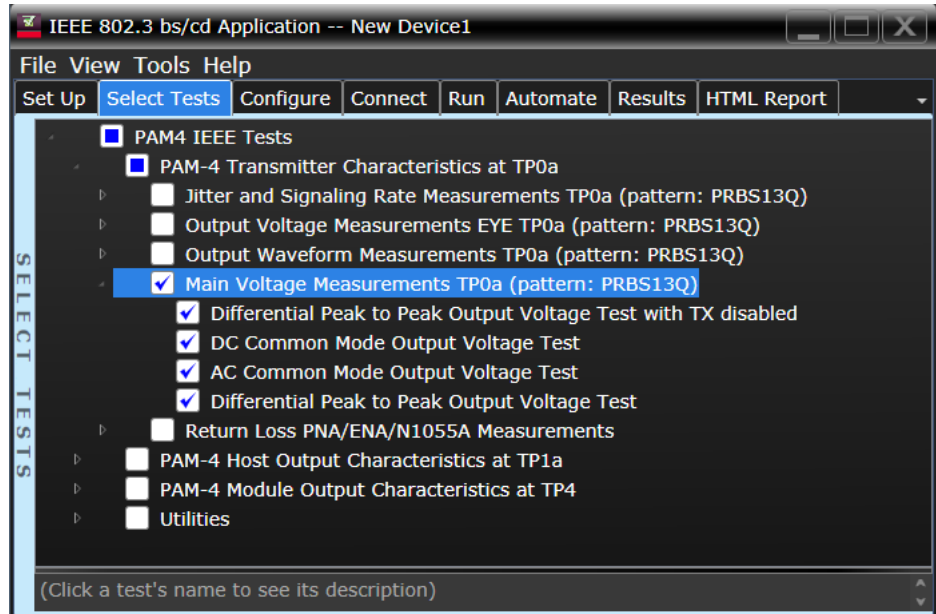 IEEE 802.3 bs/cd Application -- New Device1
File View Tools Help
Set Up Select Tests Configure Connect Run Automate Results HTML Report
SELECT TESTS
PAM4 IEEE Tests
PAM-4 Transmitter Characteristics at TP0a
Jitter and Signaling Rate Measurements TP0a (pattern: PRBS13Q)
Output Voltage Measurements EYE TP0a (pattern: PRBS13Q)
Output Waveform Measurements TP0a (pattern: PRBS13Q)
Main Voltage Measurements TP0a (pattern: PRBS13Q)
Differential Peak to Peak Output Voltage Test with TX disabled
DC Common Mode Output Voltage Test
AC Common Mode Output Voltage Test
Differential Peak to Peak Output Voltage Test
Return Loss PNA/ENA/N1055A Measurements
PAM-4 Host Output Characteristics at TP1a
PAM-4 Module Output Characteristics at TP4
Utilities
(Click a test's name to see its description)